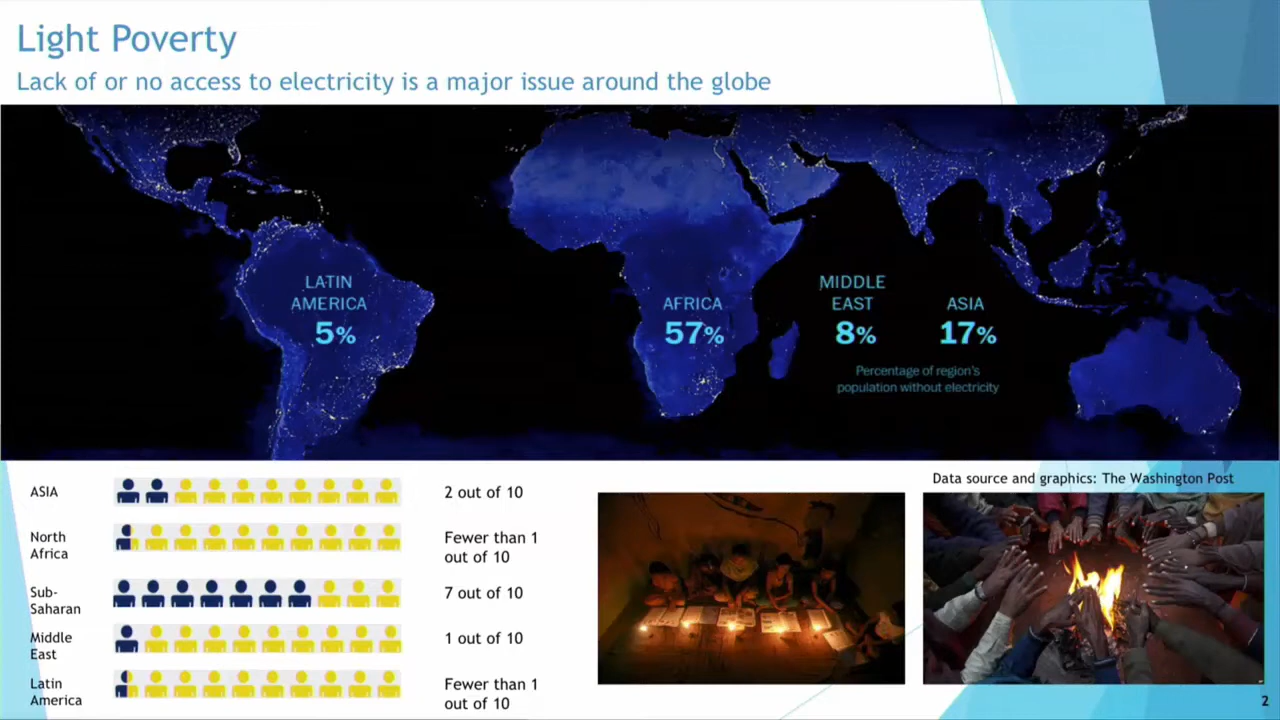 Light Poverty
Lack of or no access to electricity is a major issue around the globe
LATIN
AMERICA
5%
AFRICA
57%
MIDDLE
EAST
8%
ASIA
17%
Percentage of region's
population without electricity
ASIA
2 out of 10
North
Africa
Fewer than 1
out of 10
Sub-
Saharan
7 out of 10
Middle
East
1 out of 10
Latin
America
Fewer than 1
out of 10
Data source and graphics: The Washington Post
2